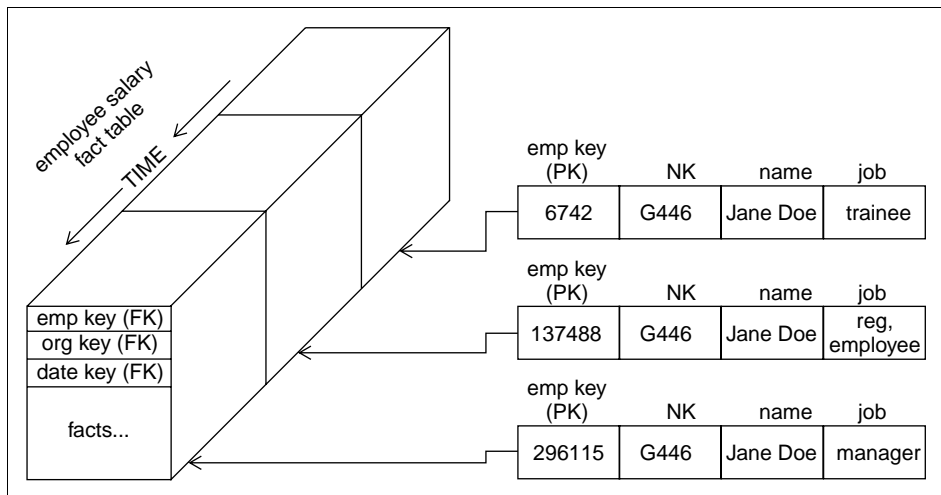 employee salary
fact table
TIME
emp key (FK)
org key (FK)
date key (FK)
facts...
emp key
(PK) NK name job
6742 G446 Jane Doe trainee
emp key
(PK) NK name job
137488 G446 Jane Doe reg,
employee
emp key
(PK) NK name job
296115 G446 Jane Doe manager